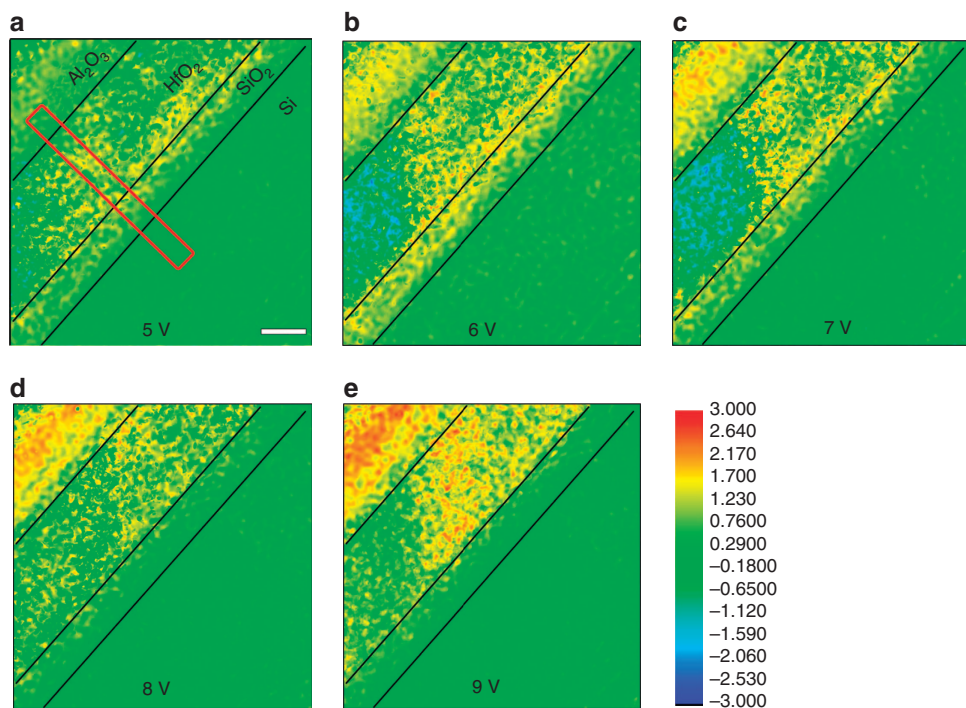 a
b
c
Al2O3
HfO2
SiO2
Si
5 V
6 V
7 V
d
e
8 V
9 V
3.000
2.640
2.170
1.700
1.230
0.7600
0.2900
–0.1800
–0.6500
–1.120
–1.590
–2.060
–2.530
–3.000